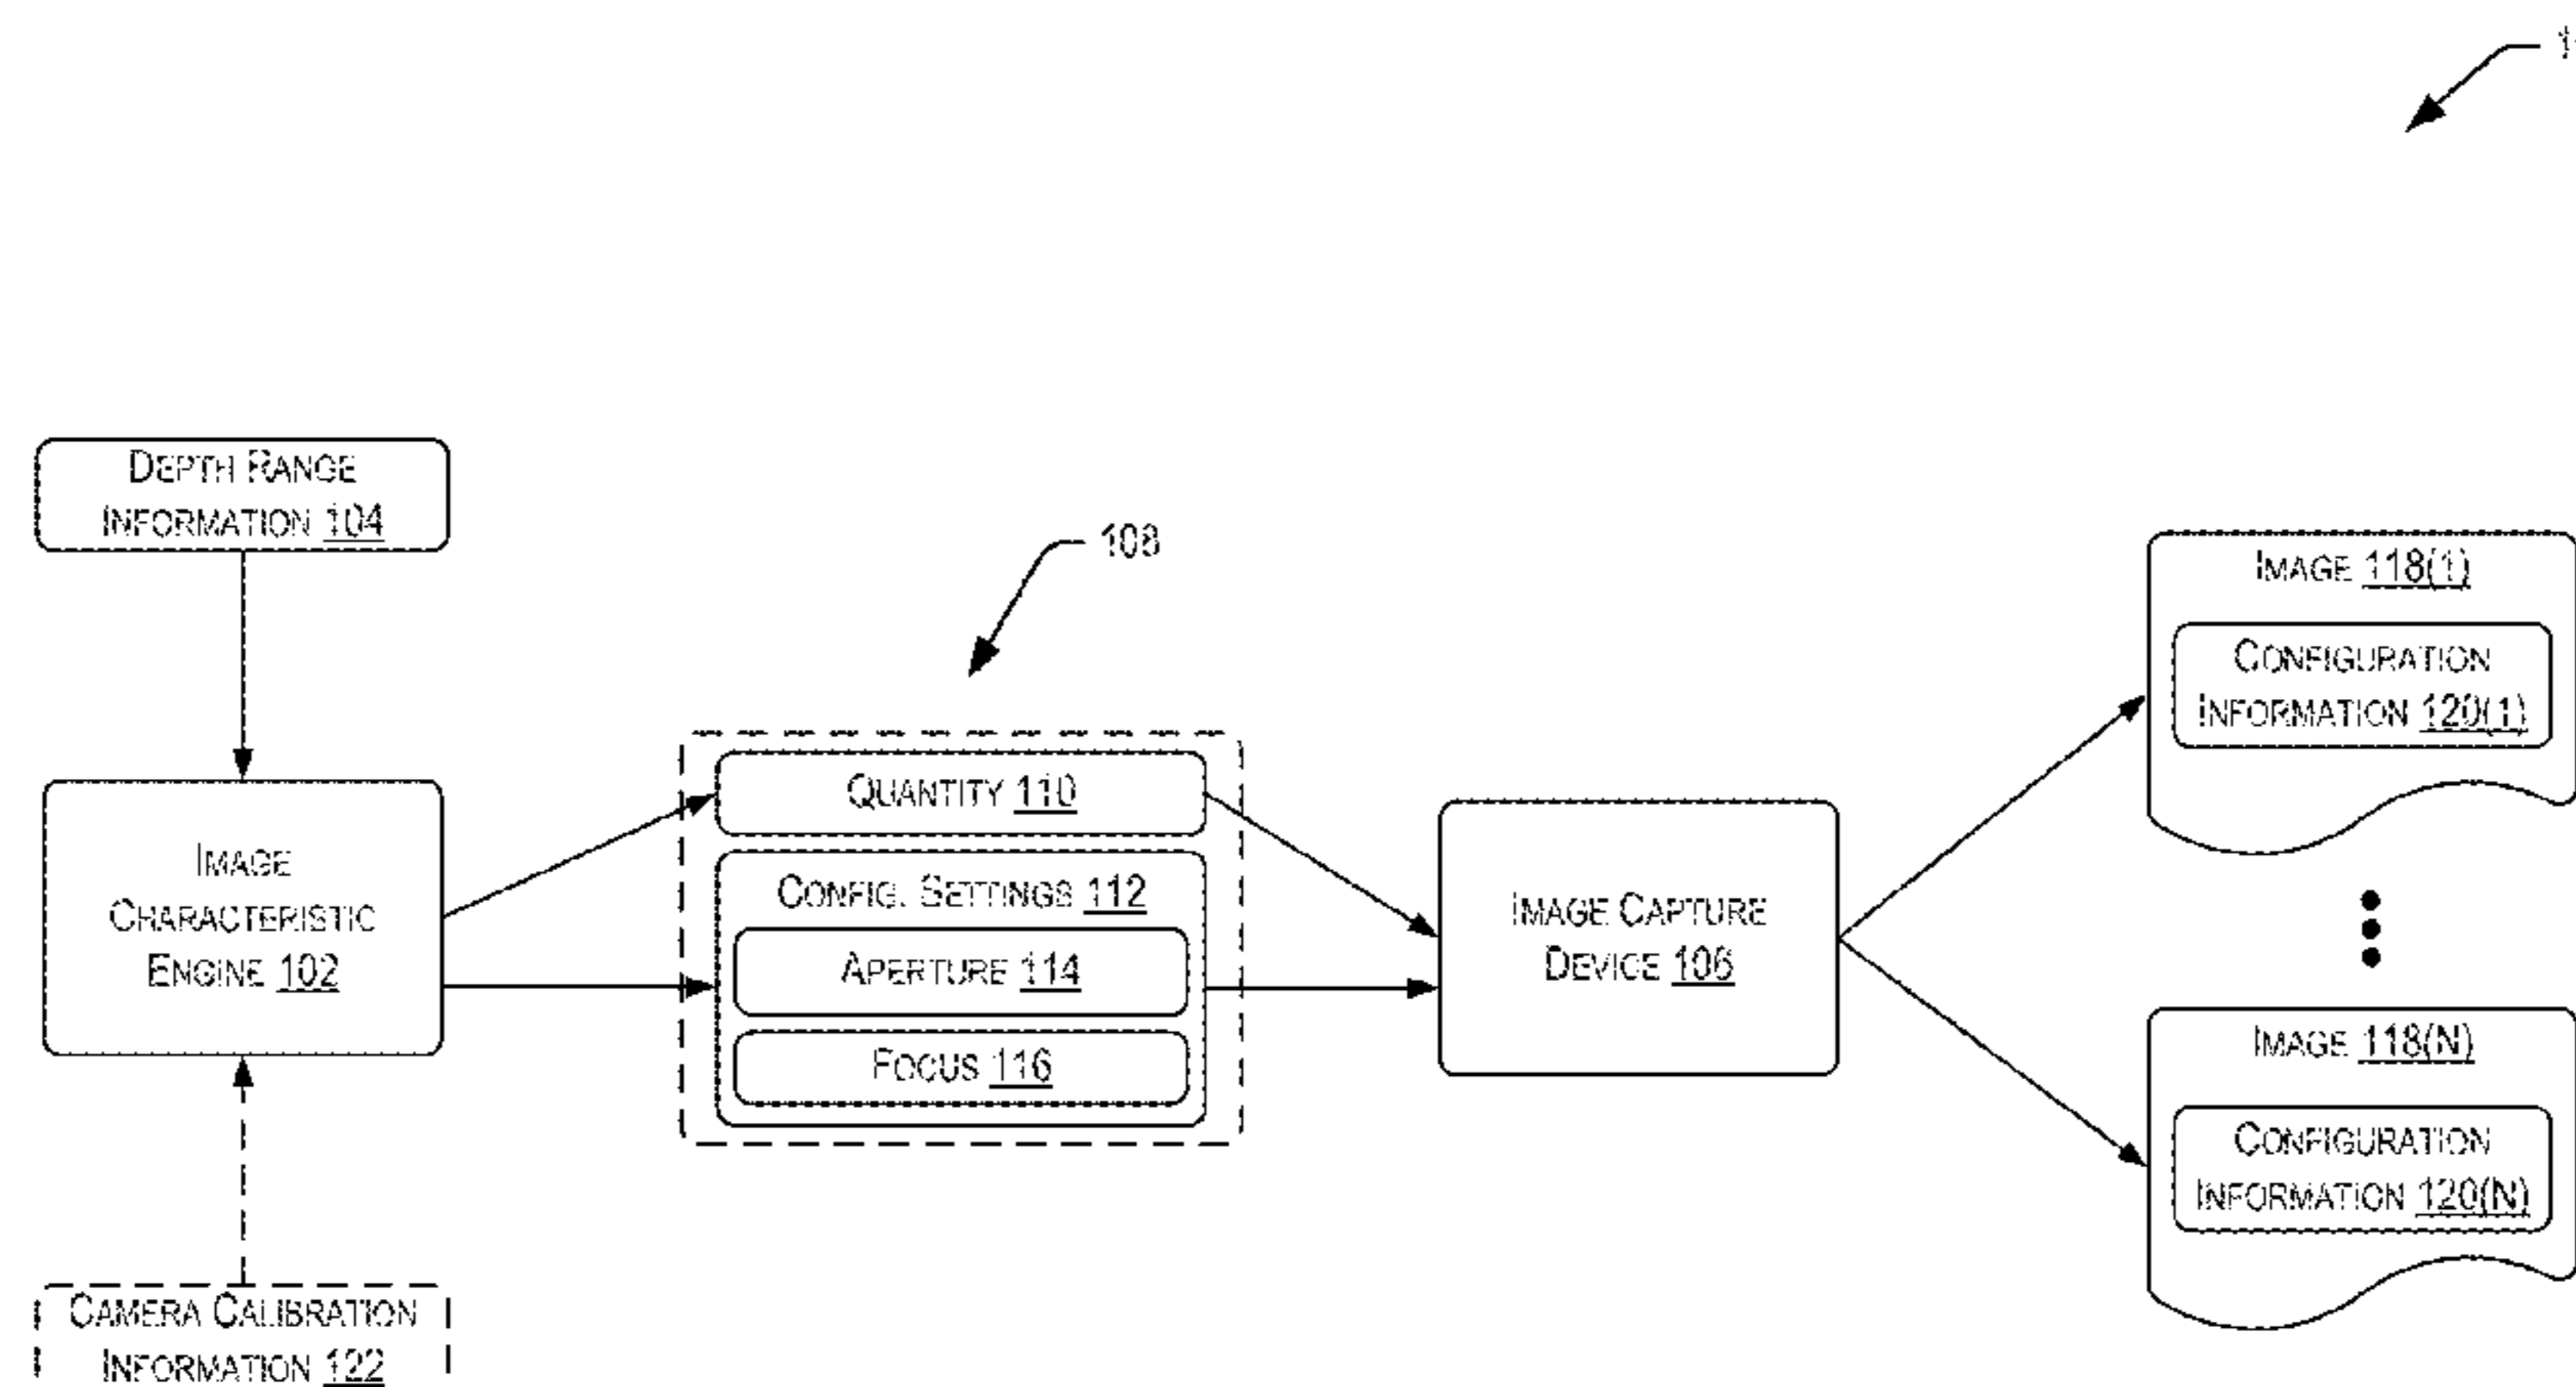 DEPTH RANGE
INFORMATION 104
108
IMAGE
CHARACTERISTIC
ENGINE 102
QUANTITY 110
CONFIG. SETTINGS 112
APERTURE 114
FOCUS 116
IMAGE CAPTURE
DEVICE 106
IMAGE 118(1)
CONFIGURATION
INFORMATION 120(1)
IMAGE 118(N)
CONFIGURATION
INFORMATION 120(N)
CAMERA CALIBRATION
INFORMATION 122